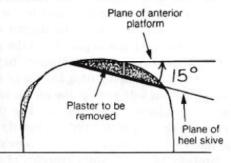 Plane of anterior
platform
15°
Plaster to be
removed
Plane of
heel skive